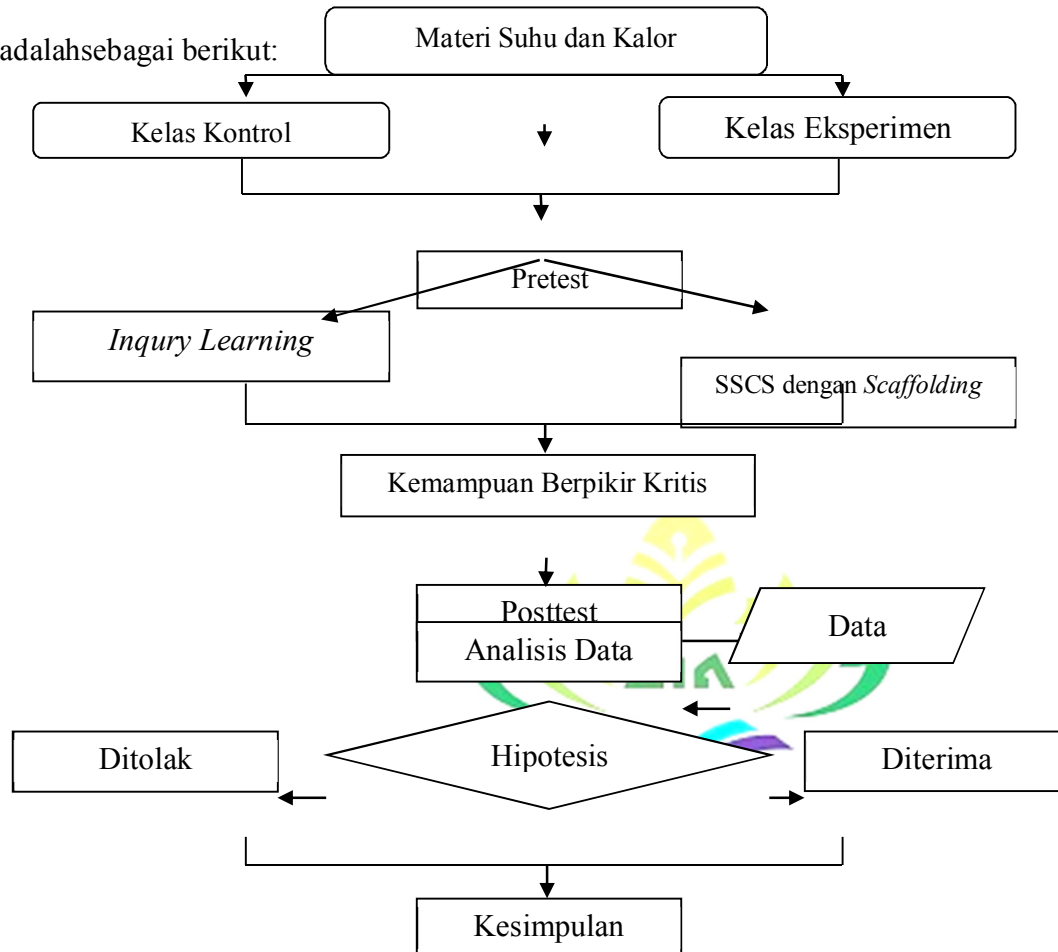 Materi Suhu dan Kalor
adalahsebagai berikut:
Kelas Kontrol
Kelas Eksperimen
Pretest
Inqury Learning
SSCS dengan Scaffolding
Kemampuan Berpikir Kritis
Posttest
Data
Analisis Data
Ditolak
Hipotesis
Diterima
Kesimpulan